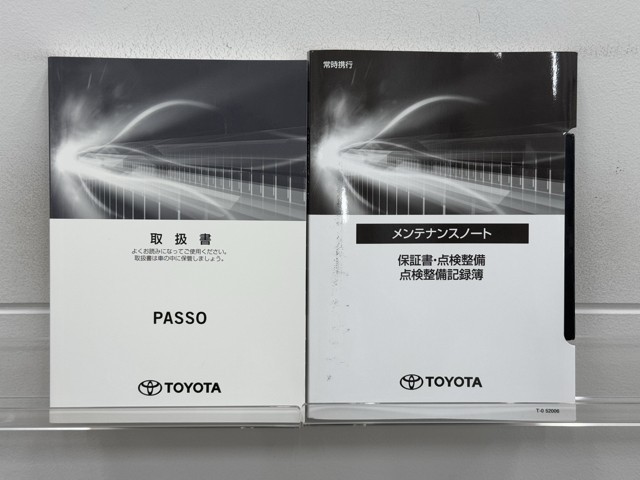 取扱書
よくお読みになってご使用ください。
取扱書は車の中に保管しましょう。
PASSO
TOYOTA
常時携行
メンテナンスノート
保証書・点検整備
点検整備記録簿
TOYOTA
T-0 52006